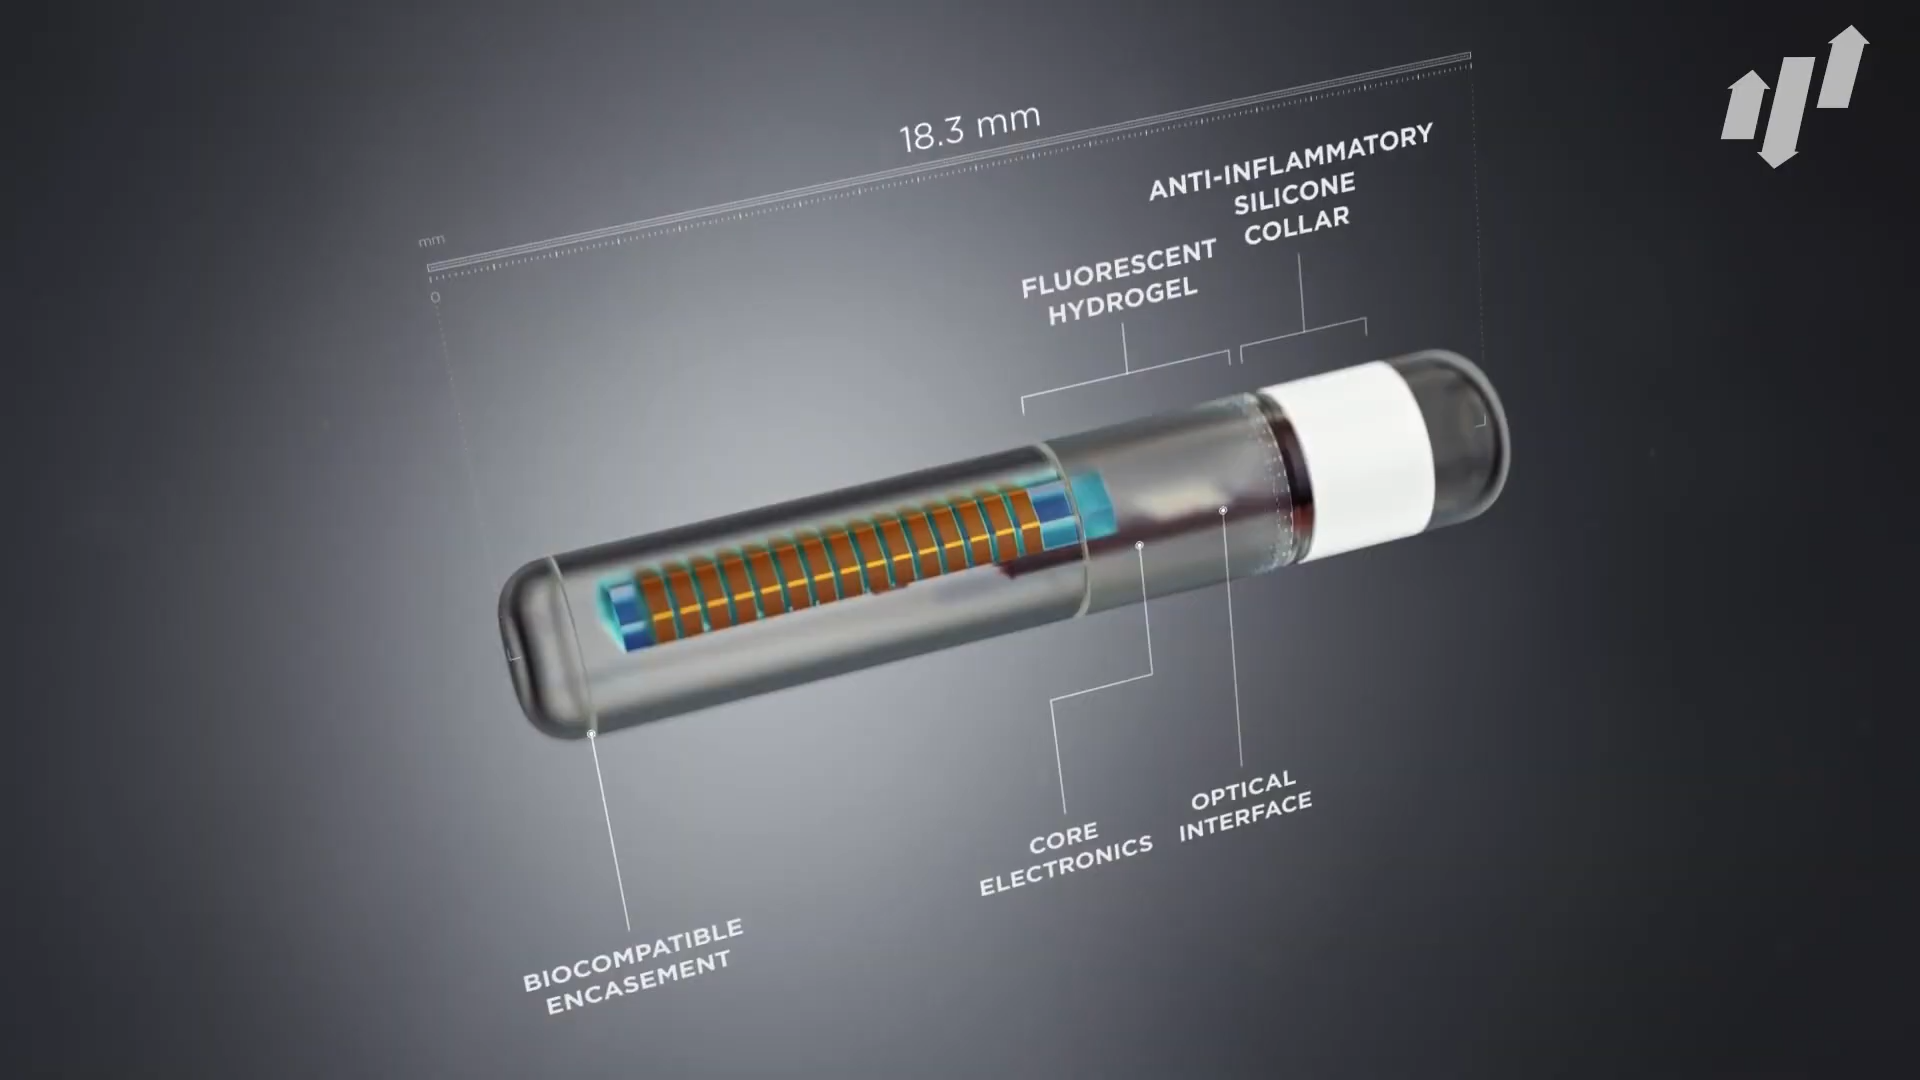 18.3 mm
mm
0
ANTI-INFLAMMATORY
SILICONE
COLLAR
FLUORESCENT
HYDROGEL
CORE
ELECTRONICS
OPTICAL
INTERFACE
BIOCOMPATIBLE
ENCASEMENT